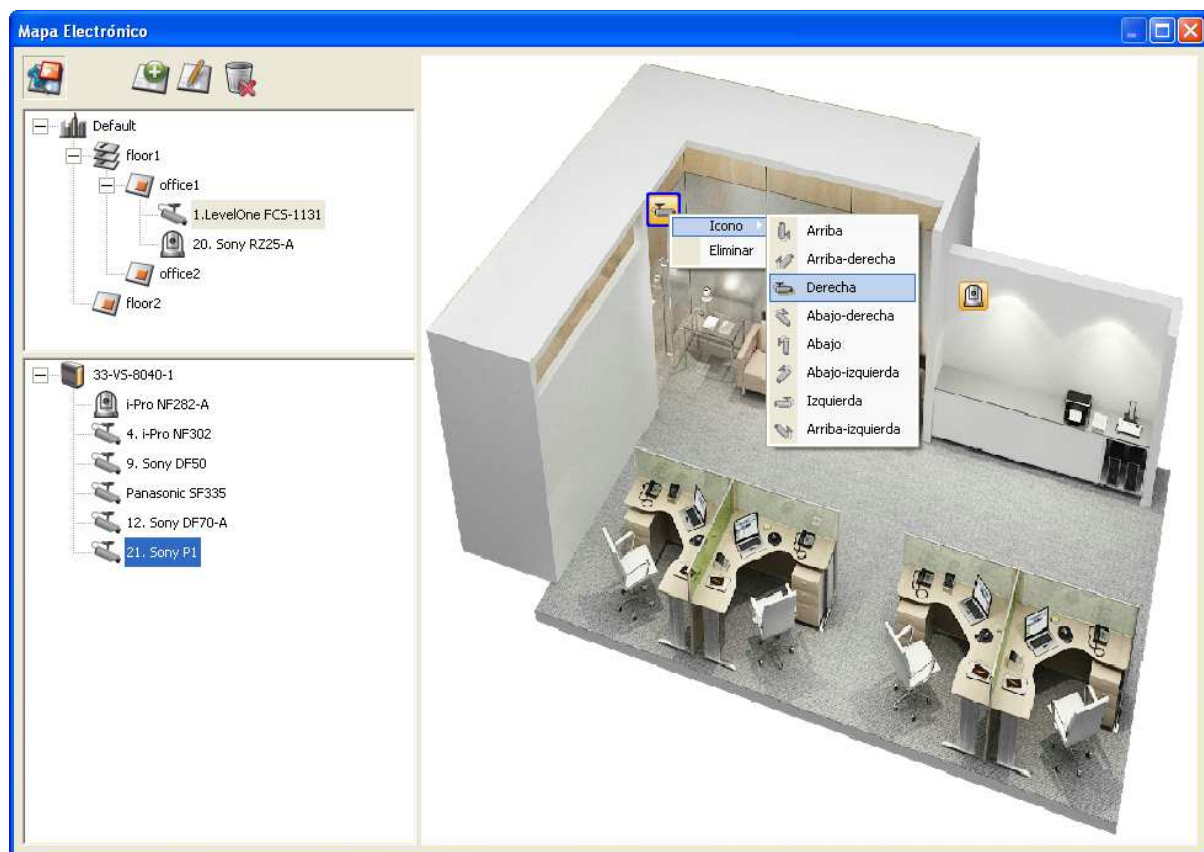 Mapa Electrónico
Default
floor1
office1
1.LevelOne FCS-1131
20. Sony RZ25-A
office2
floor2
33-VS-8040-1
i-Pro NF282-A
4. i-Pro NF302
9. Sony DF50
Panasonic SF335
12. Sony DF70-A
21. Sony P1
Icono
Eliminar
Arriba
Arriba-derecha
Derecha
Abajo-derecha
Abajo
Abajo-izquierda
Izquierda
Arriba-izquierda